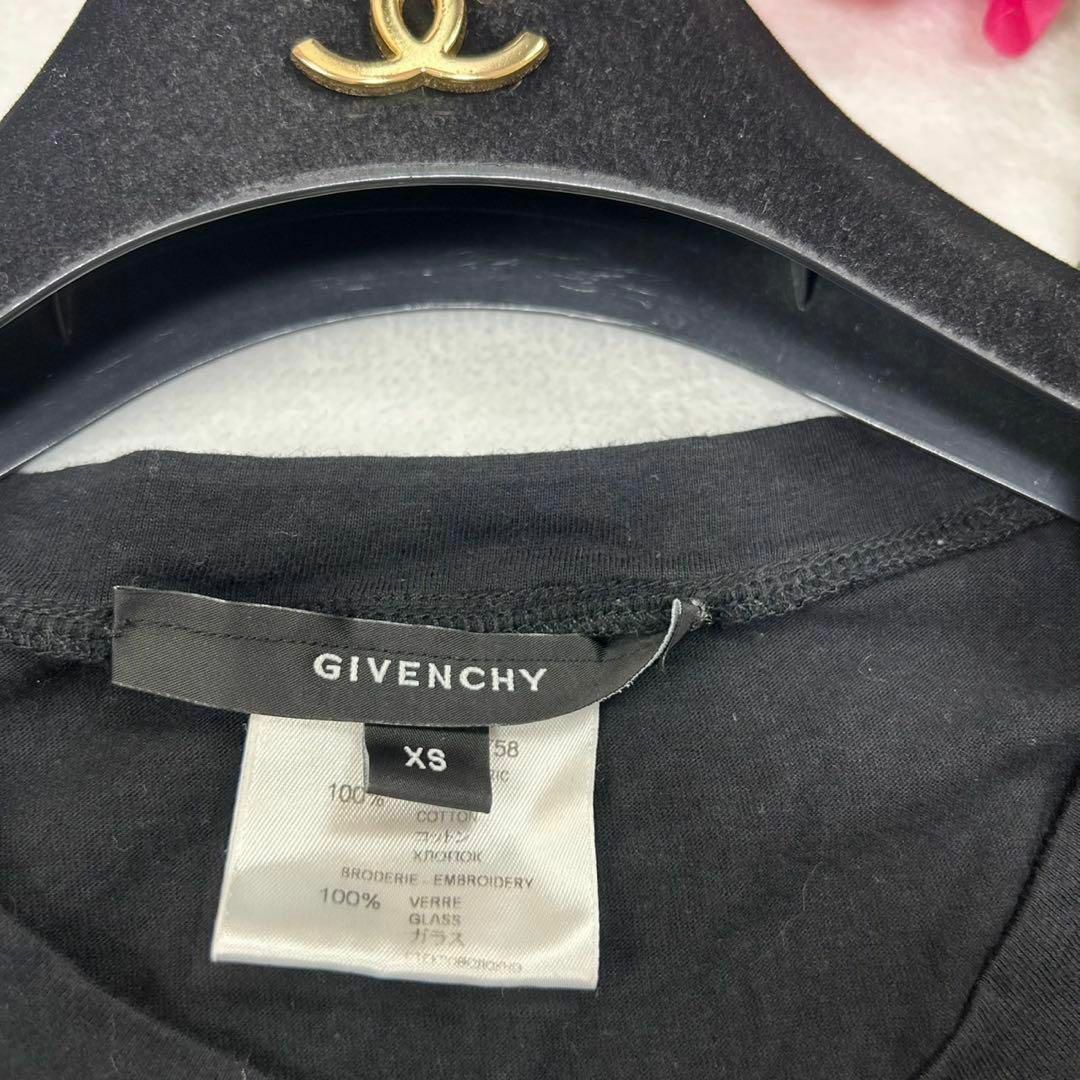 GIVENCHY
XS
58
RIC
100%
COTTON
コットン
ХЛОПОК
BRODERIE - EMBROIDERY
100% VERRE
GLASS
ガラス